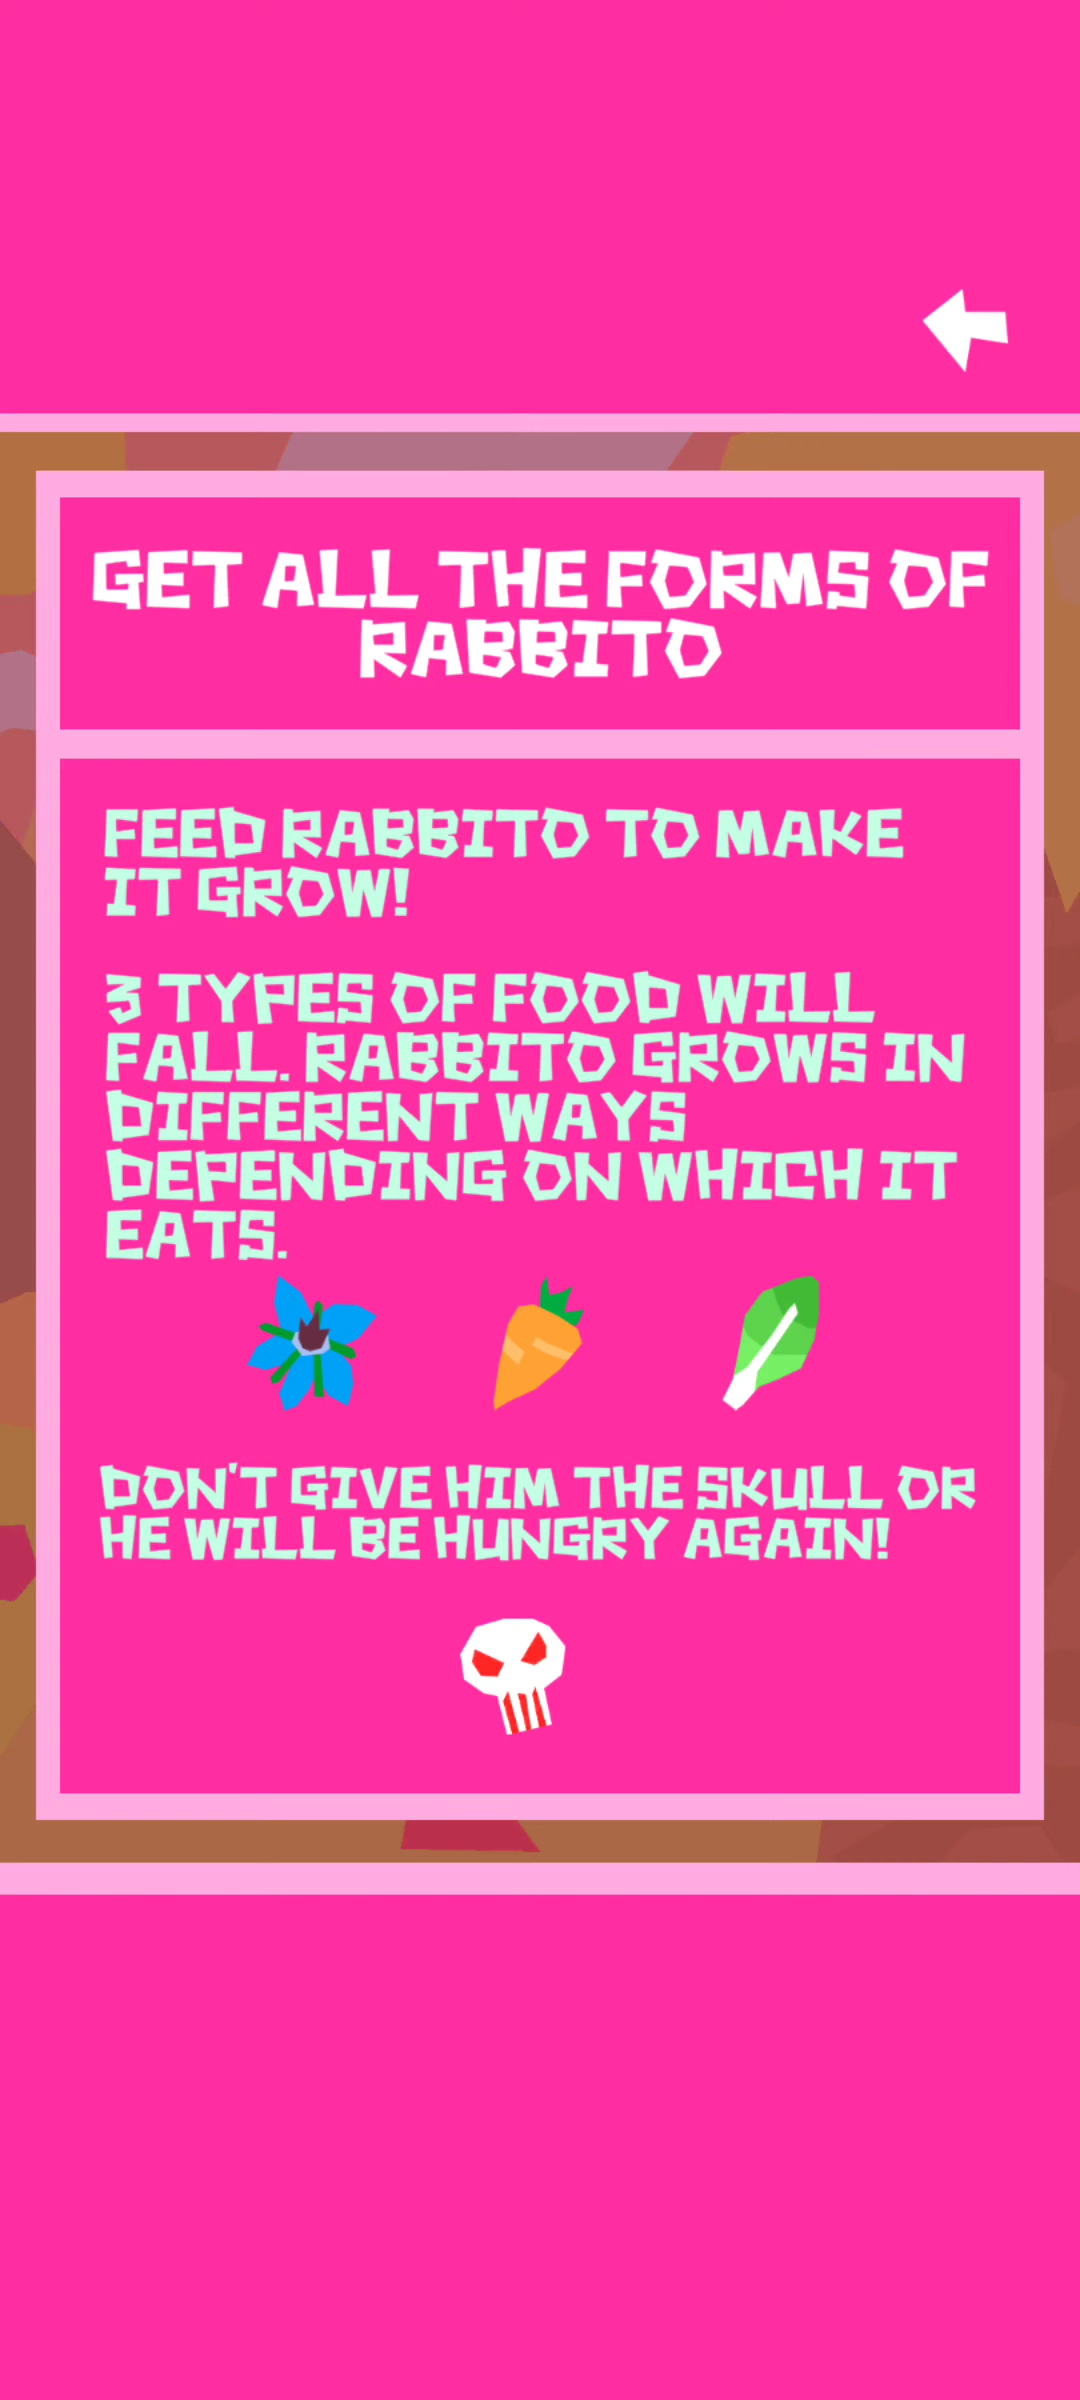 GET ALL THE FORMS OF
RABBITO
FEED RABBITO TO MAKE
IT GROW!
3 TYPES OF FOOD WILL
FALL. RABBITO GROWS IN
DIFFERENT WAYS
DEPENDING ON WHICH IT
EATS.
DON'T GIVE HIM THE SKULL OR
HE WILL BE HUNGRY AGAIN!